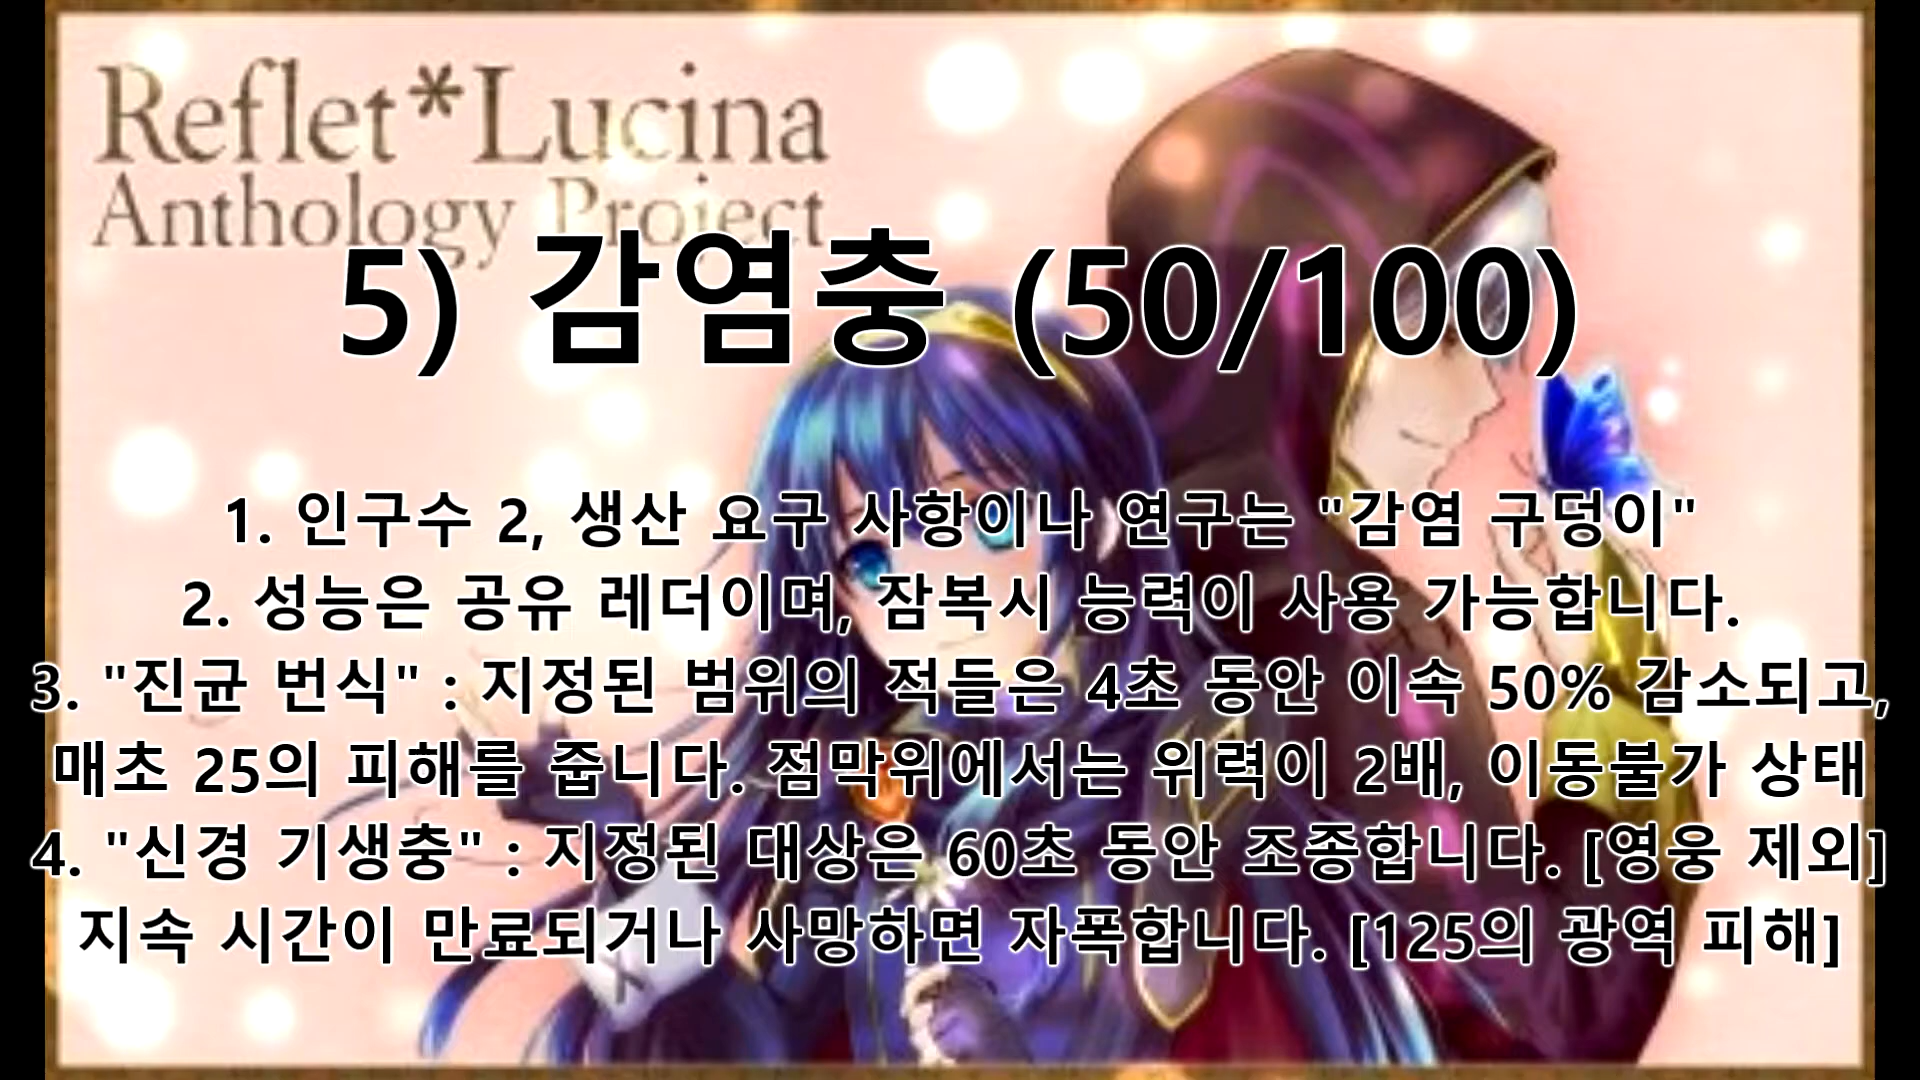 Reflet*Lucina
Anthology Project
5) 감염충 (50/100)
1. 인구수 2, 생산 요구 사항이나 연구는 "감염 구덩이"
2. 성능은 공유 레더이며, 잠복시 능력이 사용 가능합니다.
3. "진균 번식" : 지정된 범위의 적들은 4초 동안 이속 50% 감소되고,
매초 25의 피해를 줍니다. 점막위에서는 위력이 2배, 이동불가 상태
4. "신경 기생충" : 지정된 대상은 60초 동안 조종합니다. [영웅 제외]
지속 시간이 만료되거나 사망하면 자폭합니다. [125의 광역 피해]